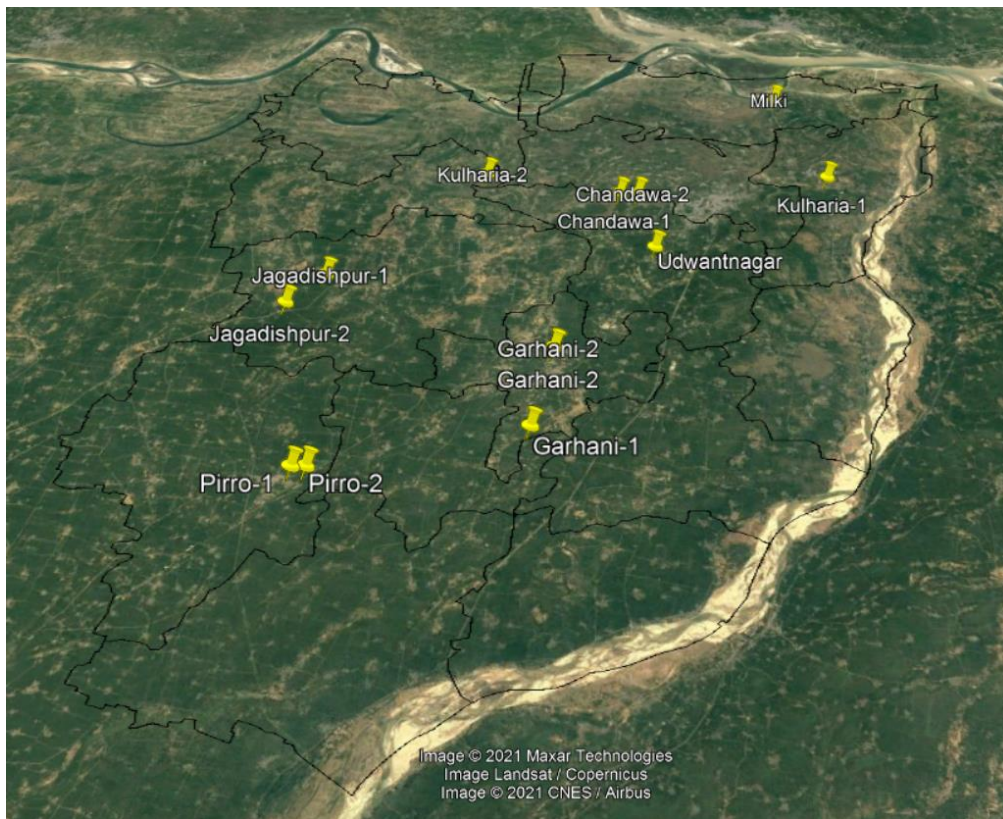 Milki
Kulharia-2
Chandawa-2
Kulharia-1
Chandawa-1
Udwantnagar
Jagadishpur-1
Jagadishpur-2
Garhani-2
Garhani-2
Garhani-1
Pirro-1
Pirro-2
Image © 2021 Maxar Technologies
Image Landsat / Copernicus
Image © 2021 CNES / Airbus